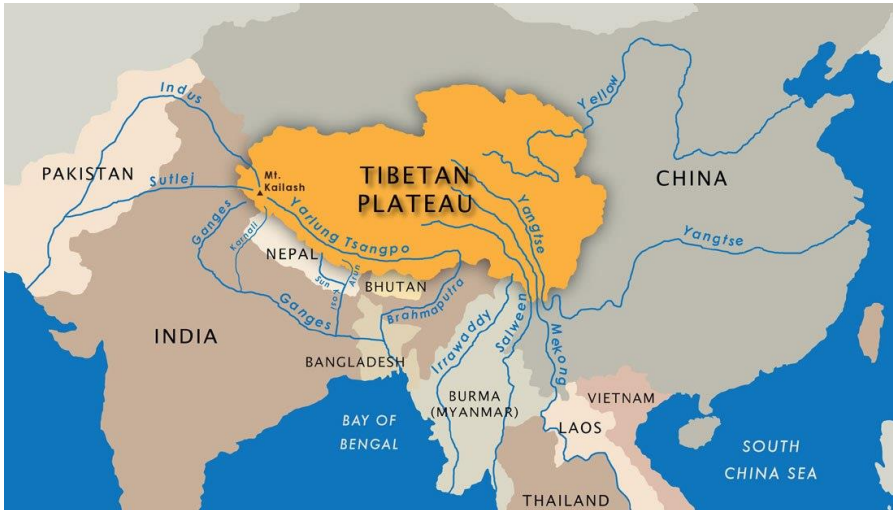 Indus
Yellow
PAKISTAN
Mt.
Kailash
TIBETAN
PLATEAU
CHINA
Sutlej
Ganges
Karnali
Yarlung Tsangpo
Yangtse
Yangtse
NEPAL
Sun Kosi
Arun
BHUTAN
Brahmaputra
Ganges
INDIA
BANGLADESH
Irrawaddy
Salween
Mekong
BURMA
(MYANMAR)
VIETNAM
LAOS
BAY OF
BENGAL
SOUTH
CHINA SEA
THAILAND